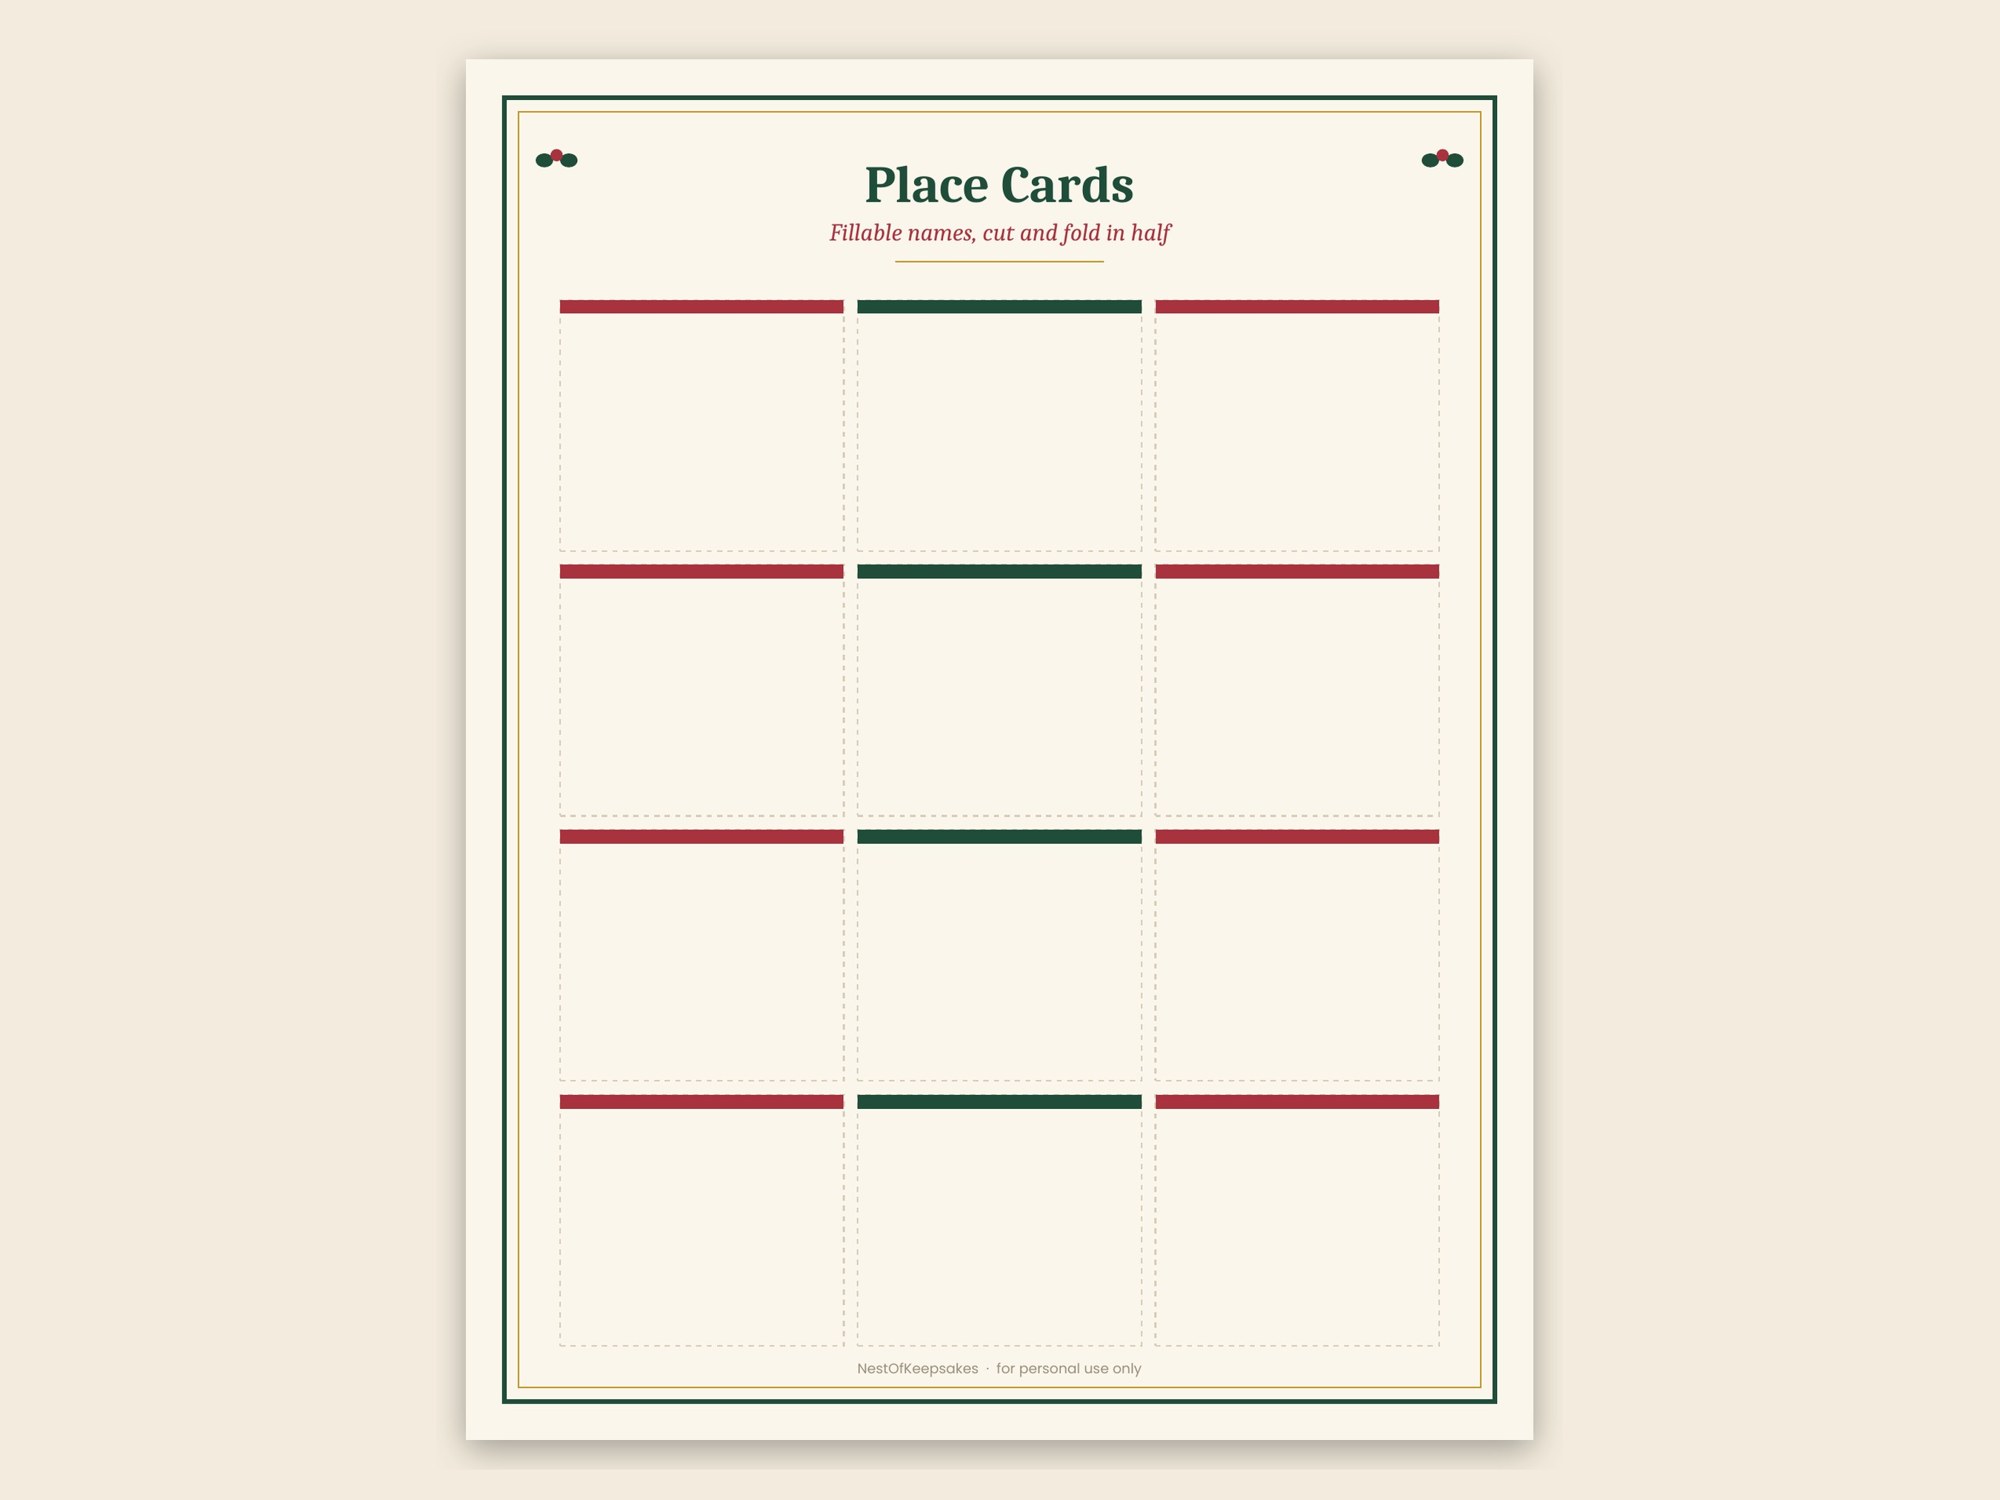 Place Cards
Fillable names, cut and fold in half
NestOfKeepsakes · for personal use only